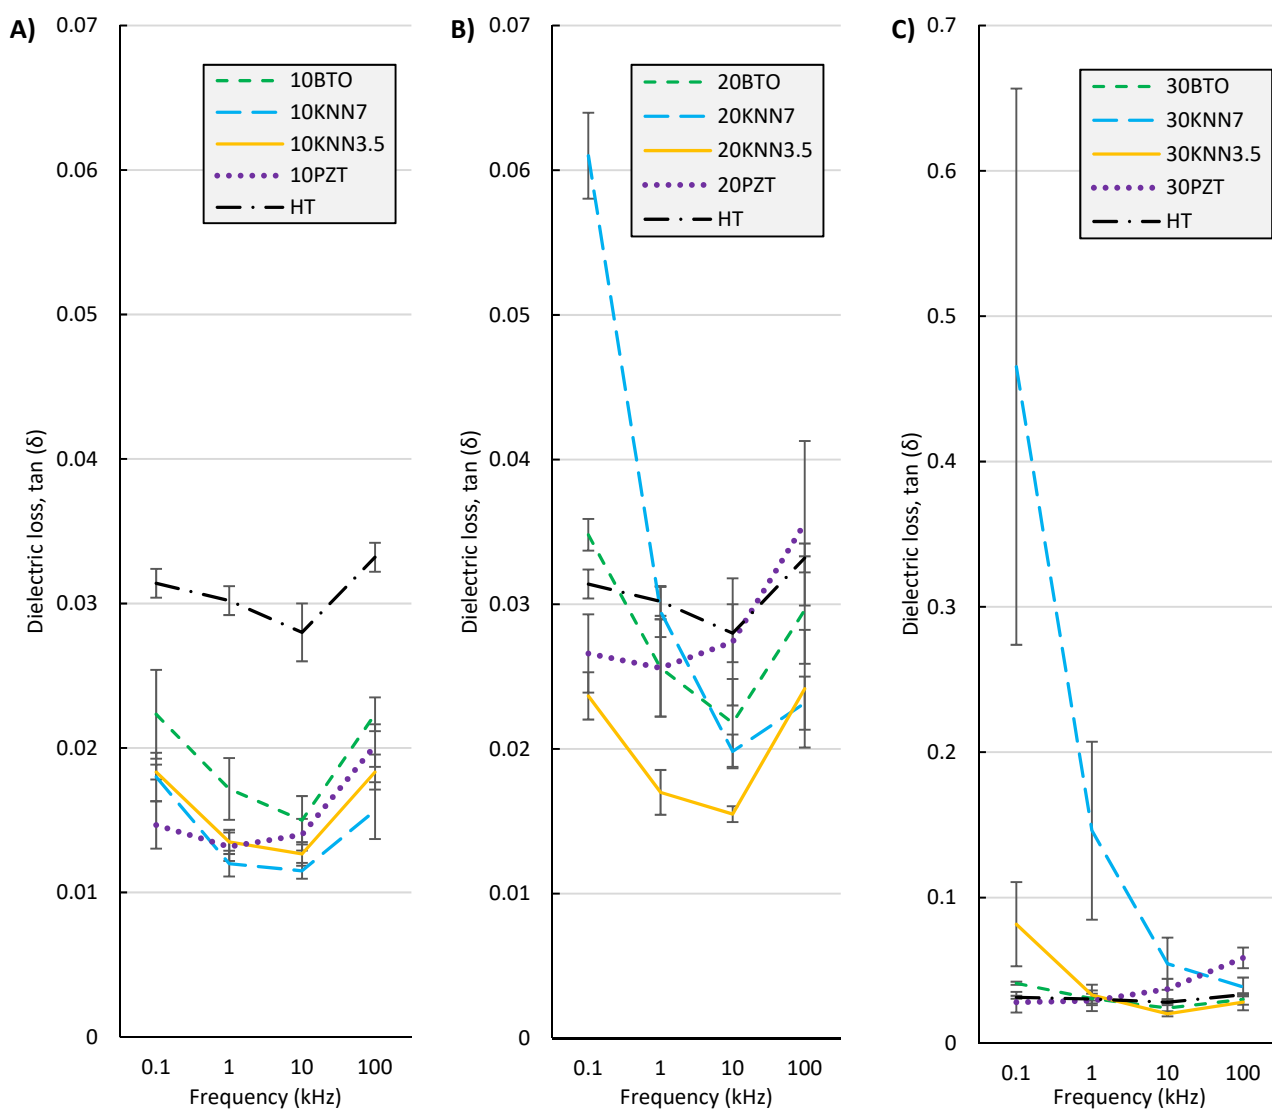 A)
0.07
0.06
0.05
0.04
0.03
0.02
0.01
0
Dielectric loss, tan (δ)
10BTO
10KNN7
10KNN3.5
10PZT
HT
0.1 1 10 100
Frequency (kHz)
B)
0.07
0.06
0.05
0.04
0.03
0.02
0.01
0
Dielectric loss, tan (δ)
20BTO
20KNN7
20KNN3.5
20PZT
HT
0.1 1 10 100
Frequency (kHz)
C)
0.7
0.6
0.5
0.4
0.3
0.2
0.1
0
Dielectric loss, tan (δ)
30BTO
30KNN7
30KNN3.5
30PZT
HT
0.1 1 10 100
Frequency (kHz)